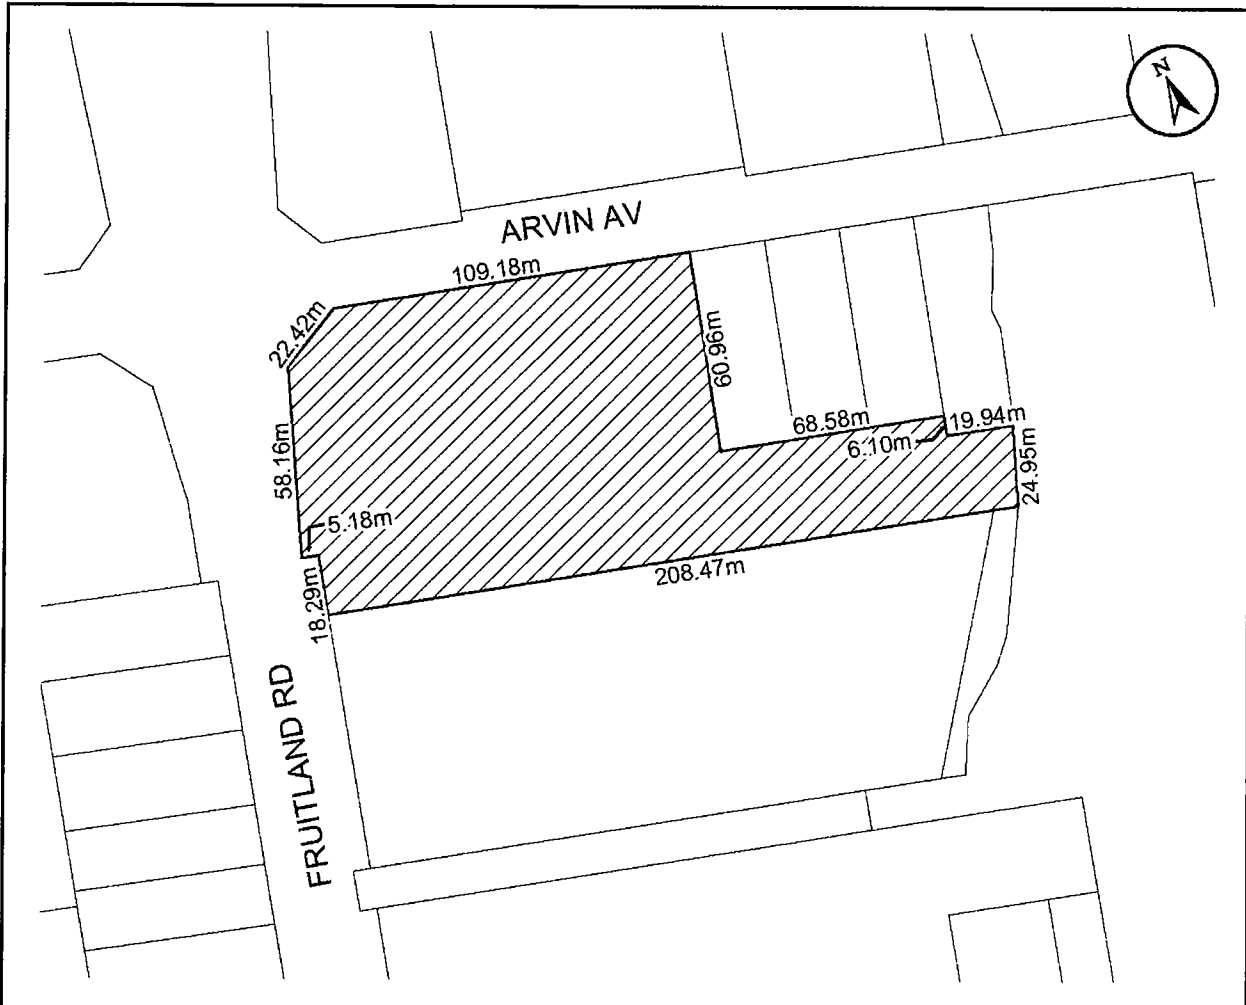 N
ARVIN AV
109.18m
22.42m
60.96m
68.58m
19.94m
6.10m
58.16m
24.95m
5.18m
208.47m
18.29m
FRUITLAND RD